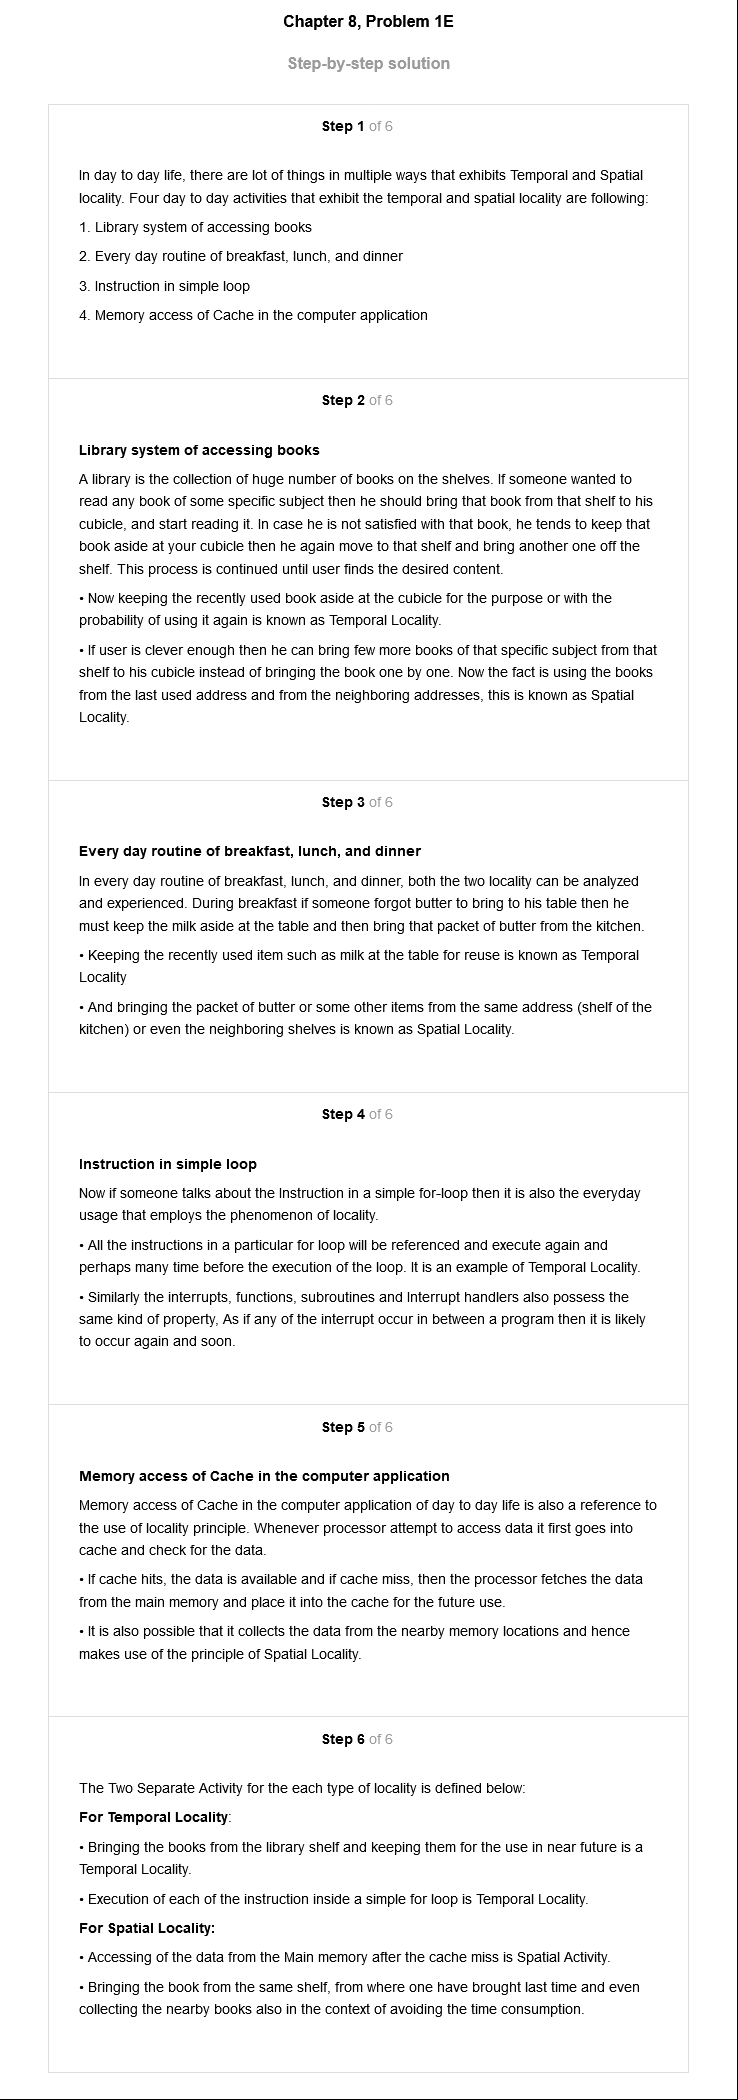 Chapter 8, Problem 1E
Step-by-step solution
Step 1 of 6
In day to day life, there are lot of things in multiple ways that exhibits Temporal and Spatial
locality. Four day to day activities that exhibit the temporal and spatial locality are following:
1. Library system of accessing books
2. Every day routine of breakfast, lunch, and dinner
3. Instruction in simple loop
4. Memory access of Cache in the computer application
Step 2 of 6
Library system of accessing books
A library is the collection of huge number of books on the shelves. If someone wanted to
read any book of some specific subject then he should bring that book from that shelf to his
cubicle, and start reading it. In case he is not satisfied with that book, he tends to keep that
book aside at your cubicle then he again move to that shelf and bring another one off the
shelf. This process is continued until user finds the desired content.
• Now keeping the recently used book aside at the cubicle for the purpose or with the
probability of using it again is known as Temporal Locality.
• If user is clever enough then he can bring few more books of that specific subject from that
shelf to his cubicle instead of bringing the book one by one. Now the fact is using the books
from the last used address and from the neighboring addresses, this is known as Spatial
Locality.
Step 3 of 6
Every day routine of breakfast, lunch, and dinner
In every day routine of breakfast, lunch, and dinner, both the two locality can be analyzed
and experienced. During breakfast if someone forgot butter to bring to his table then he
must keep the milk aside at the table and then bring that packet of butter from the kitchen.
• Keeping the recently used item such as milk at the table for reuse is known as Temporal
Locality
• And bringing the packet of butter or some other items from the same address (shelf of the
kitchen) or even the neighboring shelves is known as Spatial Locality.
Step 4 of 6
Instruction in simple loop
Now if someone talks about the Instruction in a simple for-loop then it is also the everyday
usage that employs the phenomenon of locality.
• All the instructions in a particular for loop will be referenced and execute again and
perhaps many time before the execution of the loop. It is an example of Temporal Locality.
• Similarly the interrupts, functions, subroutines and Interrupt handlers also possess the
same kind of property, As if any of the interrupt occur in between a program then it is likely
to occur again and soon.
Step 5 of 6
Memory access of Cache in the computer application
Memory access of Cache in the computer application of day to day life is also a reference to
the use of locality principle. Whenever processor attempt to access data it first goes into
cache and check for the data.
• If cache hits, the data is available and if cache miss, then the processor fetches the data
from the main memory and place it into the cache for the future use.
• It is also possible that it collects the data from the nearby memory locations and hence
makes use of the principle of Spatial Locality.
Step 6 of 6
The Two Separate Activity for the each type of locality is defined below:
For Temporal Locality:
• Bringing the books from the library shelf and keeping them for the use in near future is a
Temporal Locality.
• Execution of each of the instruction inside a simple for loop is Temporal Locality.
For Spatial Locality:
• Accessing of the data from the Main memory after the cache miss is Spatial Activity.
• Bringing the book from the same shelf, from where one have brought last time and even
collecting the nearby books also in the context of avoiding the time consumption.